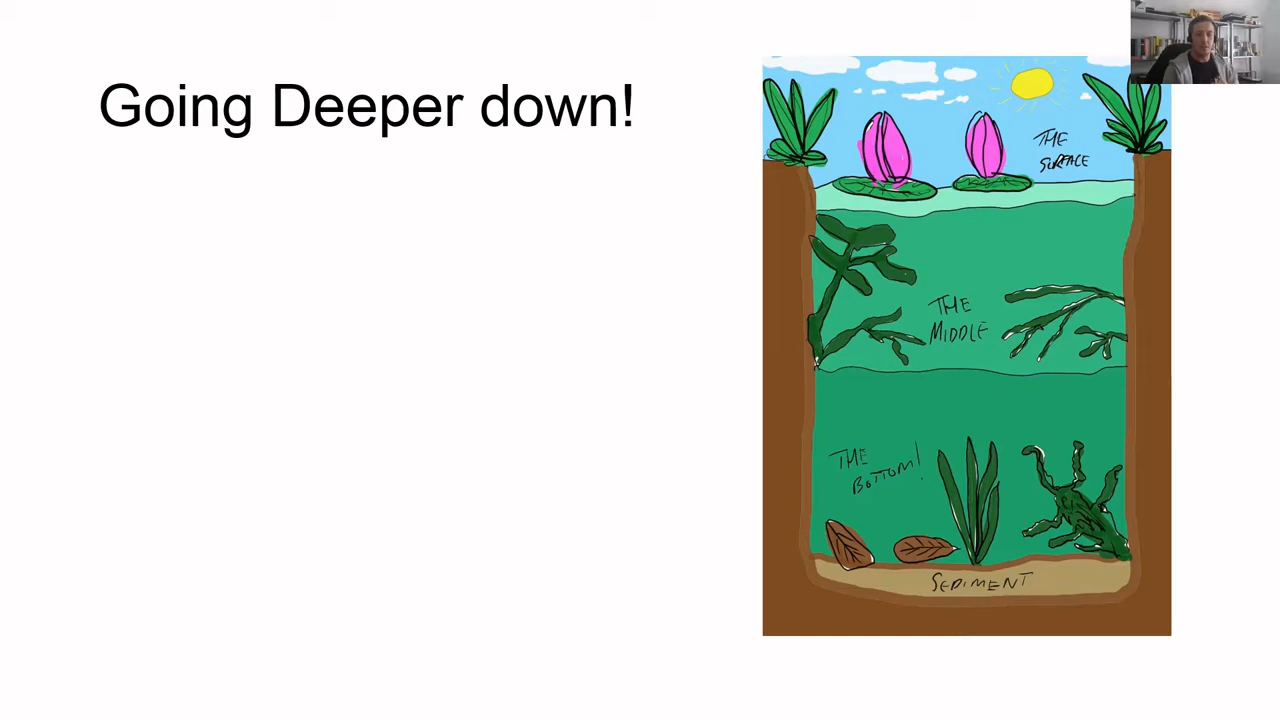 Going Deeper down!
THE
SURFACE
THE
MIDDLE
THE
BOTTOM!
SEDIMENT